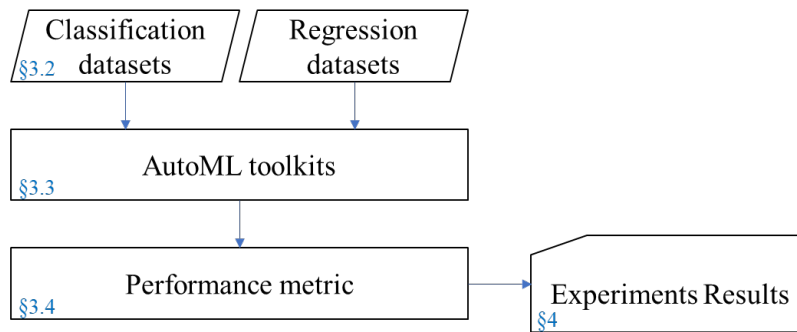 Classification
datasets
§3.2
Regression
datasets
AutoML toolkits
§3.3
Performance metric
§3.4
Experiments Results
§4